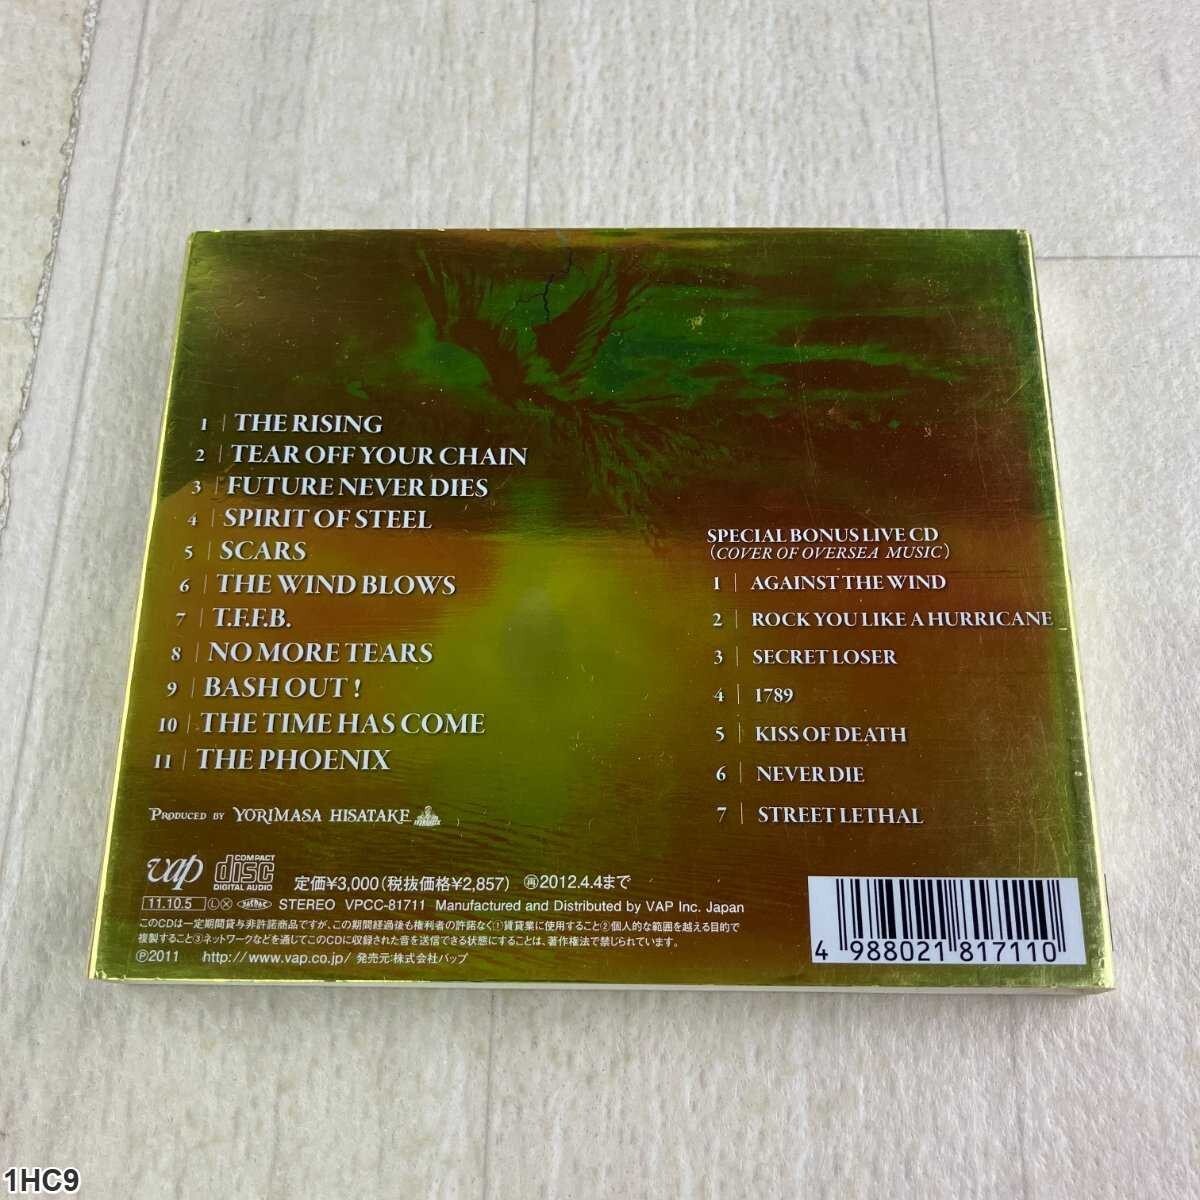 1 THE RISING
2 TEAR OFF YOUR CHAIN
3 FUTURE NEVER DIES
4 SPIRIT OF STEEL
5 SCARS
6 THE WIND BLOWS
7 T.F.F.B.
8 NO MORE TEARS
9 BASH OUT !
10 THE TIME HAS COME
11 THE PHOENIX
PRODUCED BY YORIMASA HISATAKE
SPECIAL BONUS LIVE CD
(COVER OF OVERSEA MUSIC)
1 AGAINST THE WIND
2 ROCK YOU LIKE A HURRICANE
3 SECRET LOSER
4 1789
5 KISS OF DEATH
6 NEVER DIE
7 STREET LETHAL
vap COMPACT disc DIGITAL AUDIO 定価¥3,000(税抜価格¥2,857) 再2012.4.4まで
11.10.5 Ⓛ STEREO VPCC-81711 Manufactured and Distributed by VAP Inc. Japan
このCDは一定期間貸与非許諾商品ですが、この期間経過後も権利者の許諾なく①賃貸業に使用すること②個人的な範囲を越える目的で
複製すること③ネットワークなどを通じてこのCDに収録された音を送信できる状態にすることは、著作権法で禁じられています。
Ⓟ2011 http://www.vap.co.jp/ 発売元:株式会社バップ
4 988021 817110
1HC9